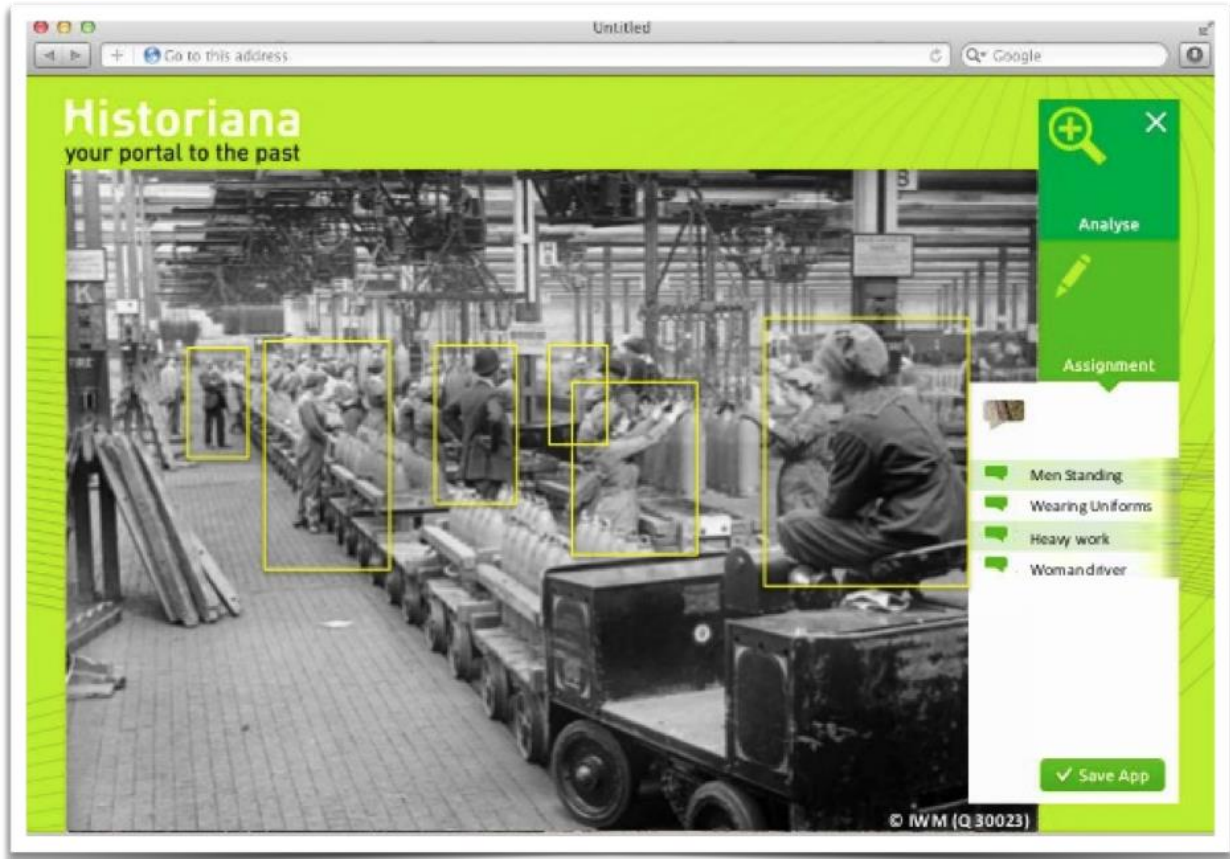 Untitled
Go to this address
Google
Historiana
your portal to the past
Analyse
Assignment
Men Standing
Wearing Uniforms
Heavy work
Woman driver
Save App
K
FIRE
B
H
© IWM (Q 30023)